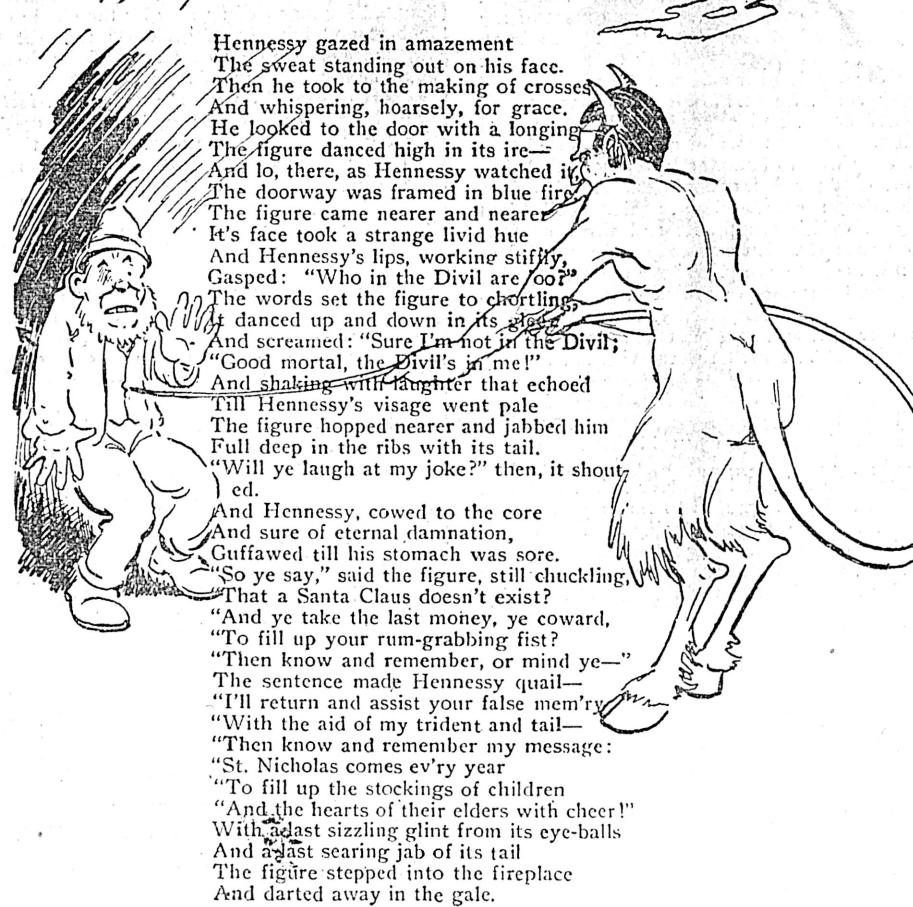 Hennessy gazed in amazement
The sweat standing out on his face.
Then he took to the making of crosses
And whispering, hoarsely, for grace.
He looked to the door with a longing
The figure danced high in its ire—
And lo, there, as Hennessy watched it,
The doorway was framed in blue fire
The figure came nearer and nearer
It's face took a strange livid hue
And Hennessy's lips, working stiffly,
Gasped: "Who in the Divil are oo?"
The words set the figure to chortling,
It danced up and down in its glee
And screamed: "Sure I'm not in the Divil;
"Good mortal, the Divil's in me!"
And shaking with laughter that echoed
Till Hennessy's visage went pale
The figure hopped nearer and jabbed him
Full deep in the ribs with its tail.
"Will ye laugh at my joke?" then, it shout-
ed.
And Hennessy, cowed to the core
And sure of eternal damnation,
Guffawed till his stomach was sore.
"So ye say," said the figure, still chuckling,
"That a Santa Claus doesn't exist?
"And ye take the last money, ye coward,
"To fill up your rum-grabbing fist?
"Then know and remember, or mind ye—"
The sentence made Hennessy quail—
"I'll return and assist your false mem'ry
"With the aid of my trident and tail—
"Then know and remember my message:
"St. Nicholas comes ev'ry year
"To fill up the stockings of children
"And the hearts of their elders with cheer!"
With a last sizzling glint from its eye-balls
And a last searing jab of its tail
The figure stepped into the fireplace
And darted away in the gale.